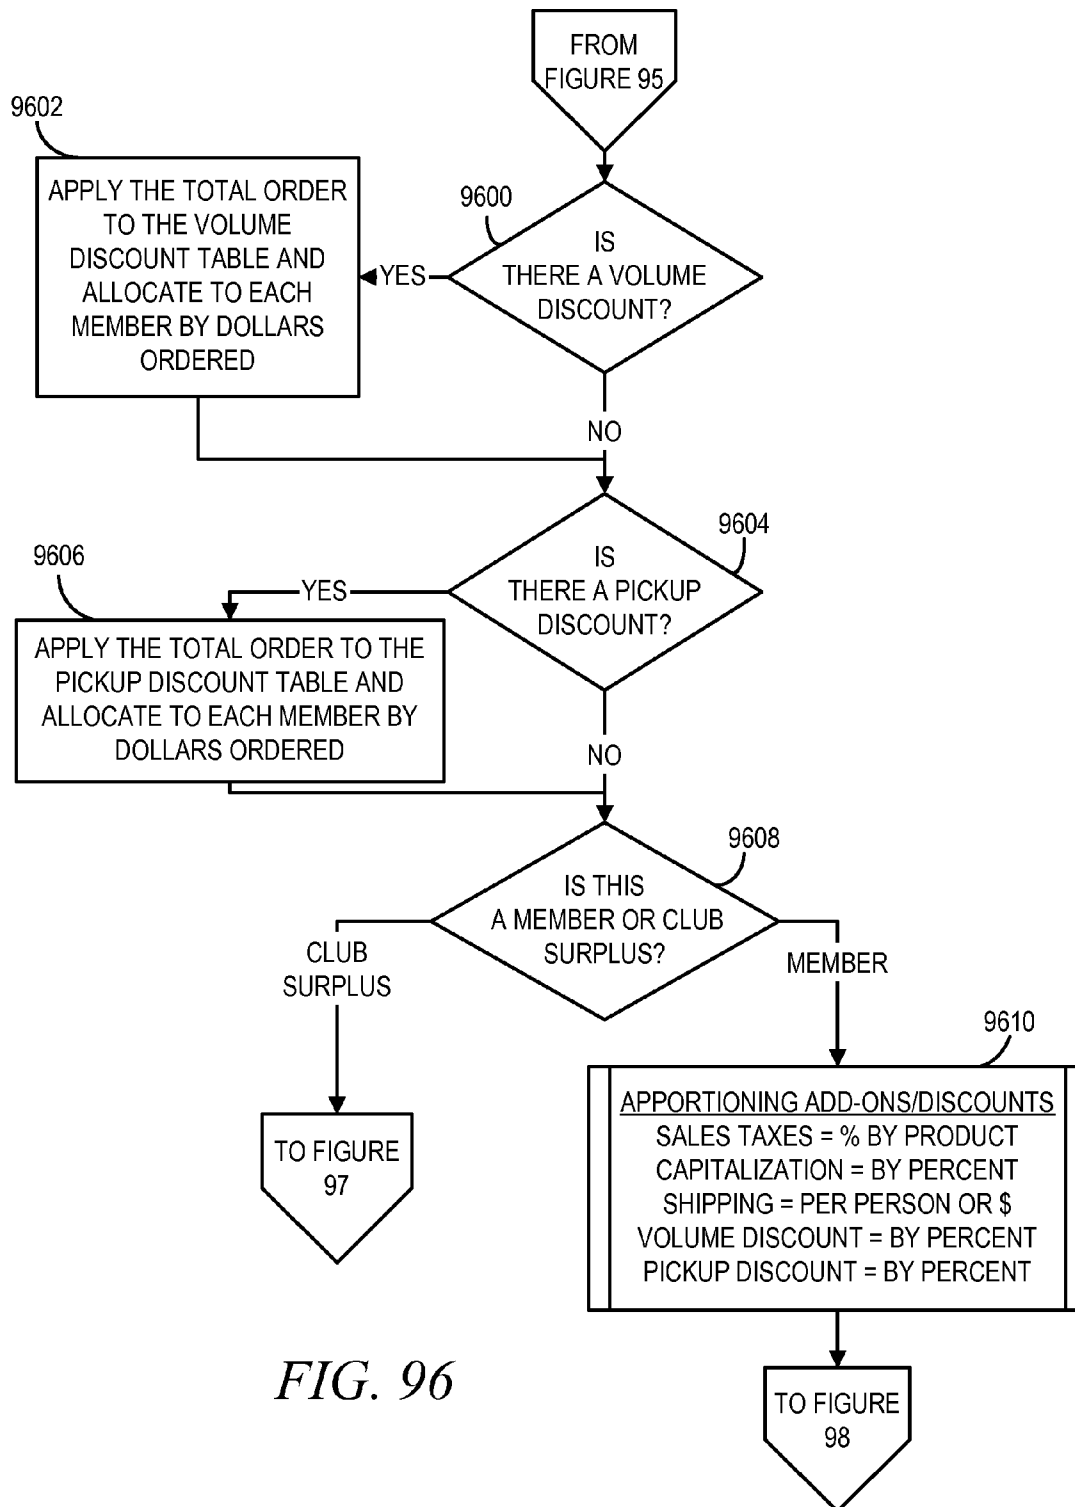 FROM
FIGURE 95
9602
APPLY THE TOTAL ORDER
TO THE VOLUME
DISCOUNT TABLE AND
ALLOCATE TO EACH
MEMBER BY DOLLARS
ORDERED
9600
IS
THERE A VOLUME
DISCOUNT?
YES
NO
9604
IS
THERE A PICKUP
DISCOUNT?
YES
9606
APPLY THE TOTAL ORDER TO THE
PICKUP DISCOUNT TABLE AND
ALLOCATE TO EACH MEMBER BY
DOLLARS ORDERED
NO
9608
IS THIS
A MEMBER OR CLUB
SURPLUS?
CLUB
SURPLUS
MEMBER
TO FIGURE
97
9610
APPORTIONING ADD-ONS/DISCOUNTS
SALES TAXES = % BY PRODUCT
CAPITALIZATION = BY PERCENT
SHIPPING = PER PERSON OR $
VOLUME DISCOUNT = BY PERCENT
PICKUP DISCOUNT = BY PERCENT
TO FIGURE
98
FIG. 96